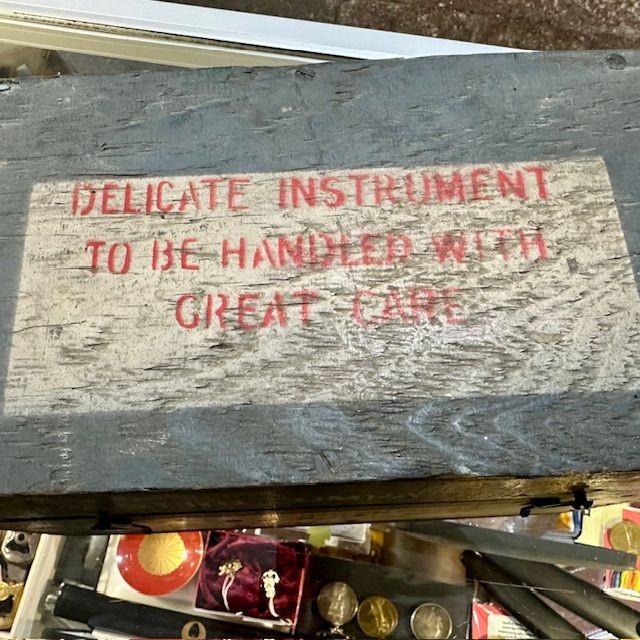 DELICATE INSTRUMENT
TO BE HANDLED WITH
GREAT CARE